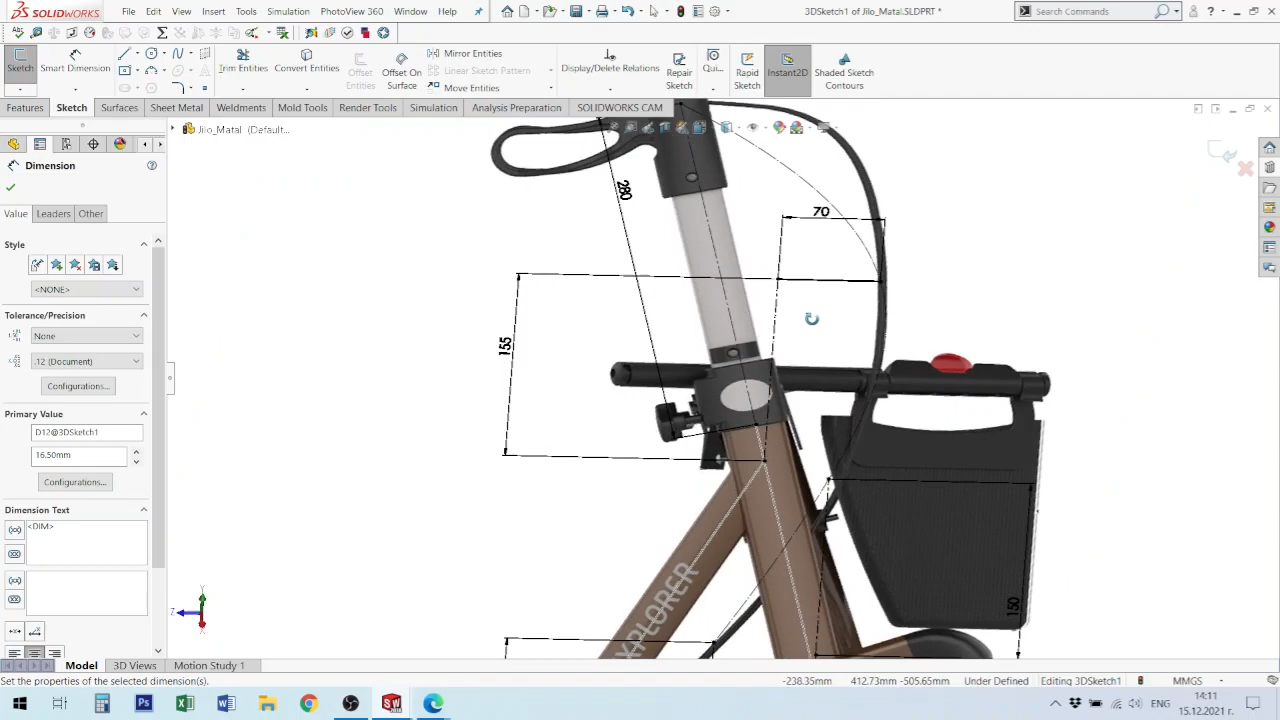 SOLIDWORKS File Edit View Insert Tools Simulation PhotoView 360 Window Help 3DSketch1 of Jilo_Matal.SLDPRT * Search Commands
Sketch Smart Dimension Trim Entities Convert Entities Offset Entities Offset On Surface Mirror Entities Linear Sketch Pattern Move Entities Display/Delete Relations Repair Sketch Qui... Rapid Sketch Instant2D Shaded Sketch Contours
Features Sketch Surfaces Sheet Metal Weldments Mold Tools Render Tools Simulation Analysis Preparation SOLIDWORKS CAM
Jilo_Matal (Default...
Dimension
Value Leaders Other
Style
<NONE>
Tolerance/Precision
None
.12 (Document)
Configurations...
Primary Value
D12@3DSketch1
16.50mm
Configurations...
Dimension Text
<DIM>
280
70
155
150
XPLORER
Y
Z
X
Model 3D Views Motion Study 1
Set the properties of the selected dimension(s). -238.35mm 412.73mm -505.65mm Under Defined Editing 3DSketch1 MMGS
14:11
15.12.2021 г.